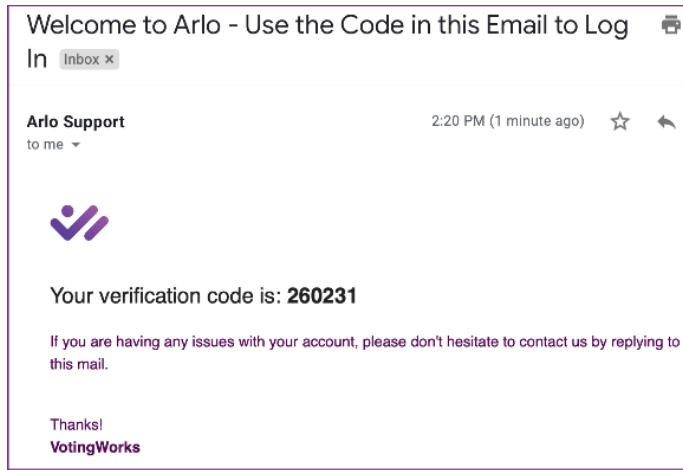 Welcome to Arlo - Use the Code in this Email to Log
In Inbox ×
Arlo Support 2:20 PM (1 minute ago)
to me
Your verification code is: 260231
If you are having any issues with your account, please don't hesitate to contact us by replying to
this mail.
Thanks!
VotingWorks